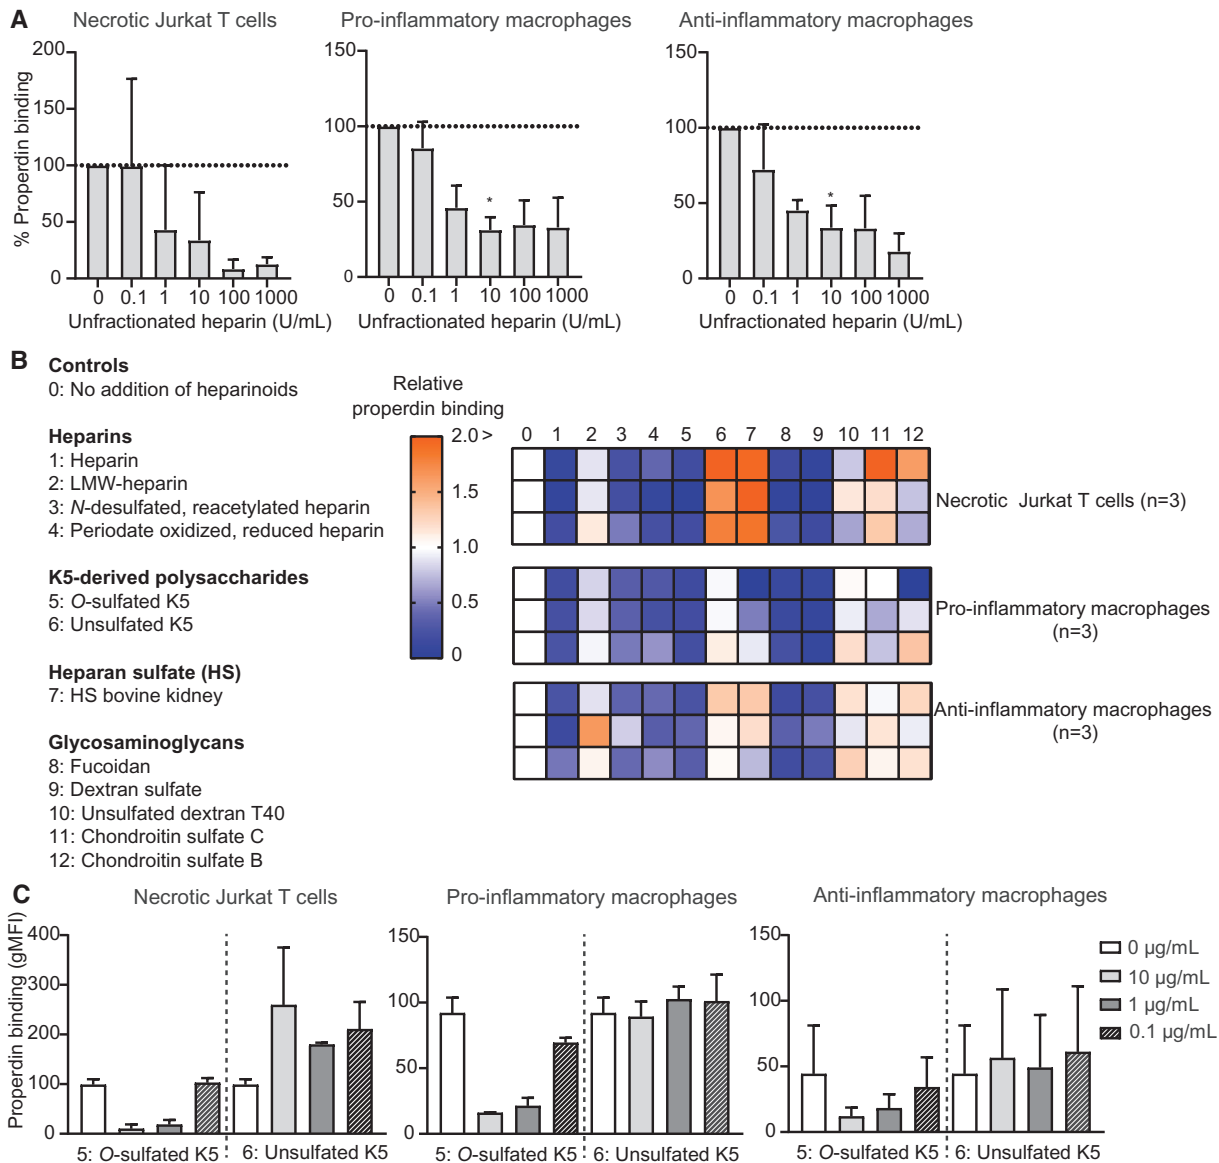 A
Necrotic Jurkat T cells
Pro-inflammatory macrophages
Anti-inflammatory macrophages
% Properdin binding
200
150
100
50
0
0 0.1 1 10 100 1000
Unfractionated heparin (U/mL)
150
100
50
0
*
0 0.1 1 10 100 1000
Unfractionated heparin (U/mL)
150
100
50
0
*
0 0.1 1 10 100 1000
Unfractionated heparin (U/mL)
B
Controls
0: No addition of heparinoids
Heparins
1: Heparin
2: LMW-heparin
3: N-desulfated, reacetylated heparin
4: Periodate oxidized, reduced heparin
K5-derived polysaccharides
5: O-sulfated K5
6: Unsulfated K5
Heparan sulfate (HS)
7: HS bovine kidney
Glycosaminoglycans
8: Fucoidan
9: Dextran sulfate
10: Unsulfated dextran T40
11: Chondroitin sulfate C
12: Chondroitin sulfate B
Relative
properdin binding
2.0 >
1.5
1.0
0.5
0
0 1 2 3 4 5 6 7 8 9 10 11 12
Necrotic Jurkat T cells (n=3)
Pro-inflammatory macrophages
(n=3)
Anti-inflammatory macrophages
(n=3)
C
Necrotic Jurkat T cells
Pro-inflammatory macrophages
Anti-inflammatory macrophages
Properdin binding (gMFI)
400
300
200
100
0
5: O-sulfated K5
6: Unsulfated K5
150
100
50
0
5: O-sulfated K5
6: Unsulfated K5
150
100
50
0
5: O-sulfated K5
6: Unsulfated K5
0 µg/mL
10 µg/mL
1 µg/mL
0.1 µg/mL